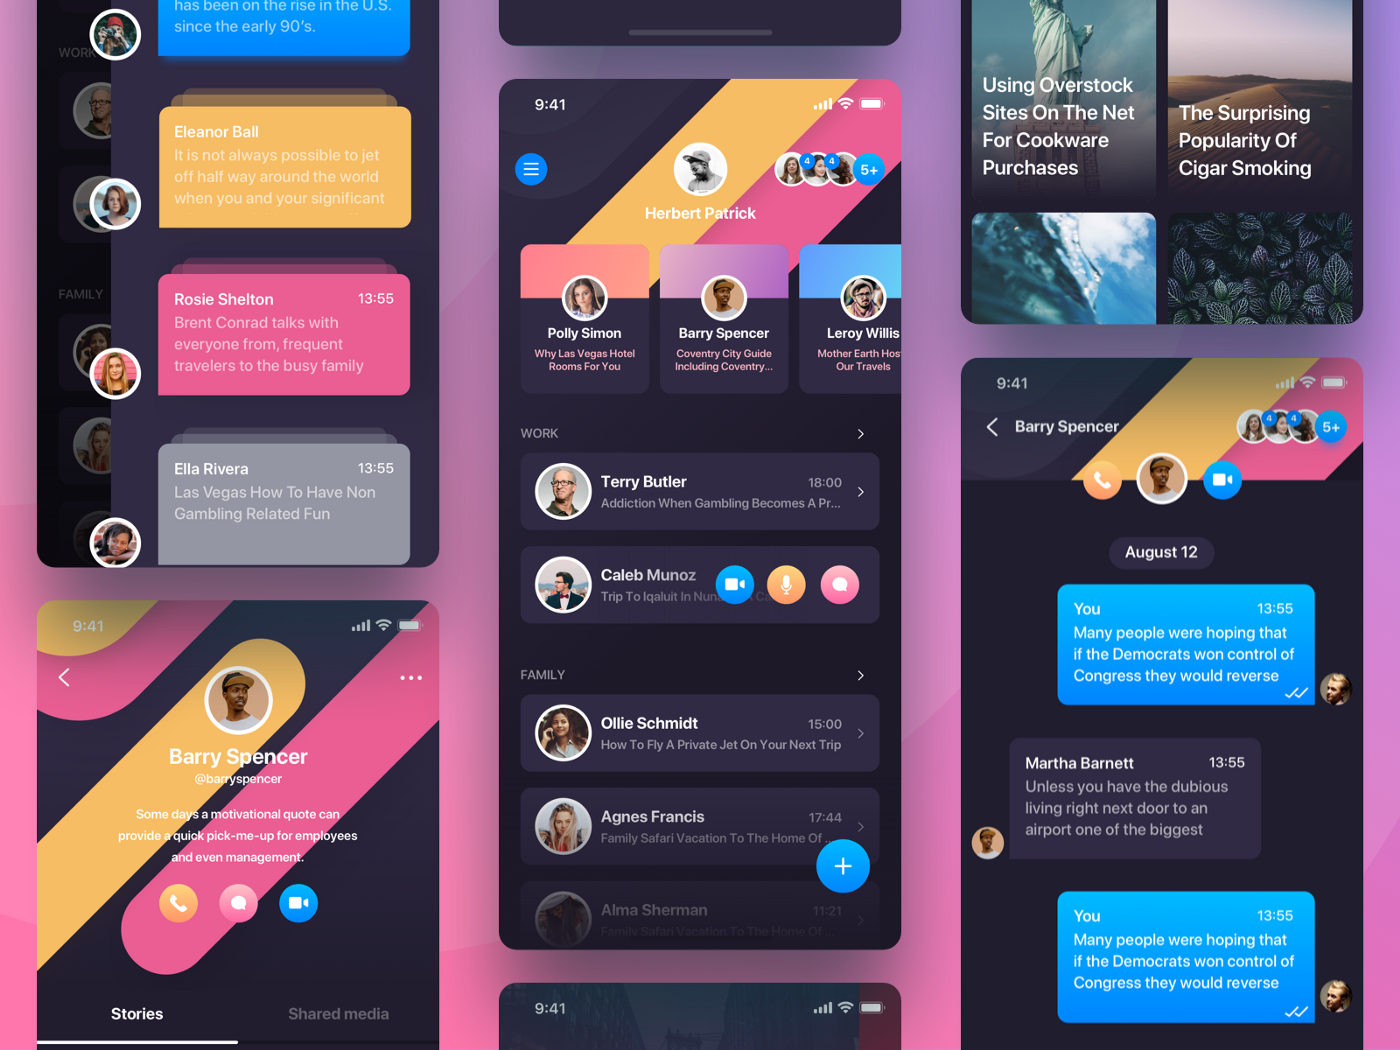 has been on the rise in the U.S.
since the early 90's.
WORK
Eleanor Ball
It is not always possible to jet
off half way around the world
when you and your significant
FAMILY
Rosie Shelton 13:55
Brent Conrad talks with
everyone from, frequent
travelers to the busy family
Ella Rivera 13:55
Las Vegas How To Have Non
Gambling Related Fun
9:41
Barry Spencer
@barryspencer
Some days a motivational quote can
provide a quick pick-me-up for employees
and even management.
Stories Shared media
9:41
4 4 5+
Herbert Patrick
Polly Simon
Why Las Vegas Hotel
Rooms For You
Barry Spencer
Coventry City Guide
Including Coventry...
Leroy Willis
Mother Earth Hos
Our Travels
WORK
Terry Butler 18:00
Addiction When Gambling Becomes A Pr...
Caleb Munoz
Trip To Iqaluit In Nuna
FAMILY
Ollie Schmidt 15:00
How To Fly A Private Jet On Your Next Trip
Agnes Francis 17:44
Family Safari Vacation To The Home Of ...
Alma Sherman 11:21
Family Safari Vacation To The Home Of ...
9:41
Using Overstock
Sites On The Net
For Cookware
Purchases
The Surprising
Popularity Of
Cigar Smoking
9:41
Barry Spencer
4 4 5+
August 12
You 13:55
Many people were hoping that
if the Democrats won control of
Congress they would reverse
Martha Barnett 13:55
Unless you have the dubious
living right next door to an
airport one of the biggest
You 13:55
Many people were hoping that
if the Democrats won control of
Congress they would reverse